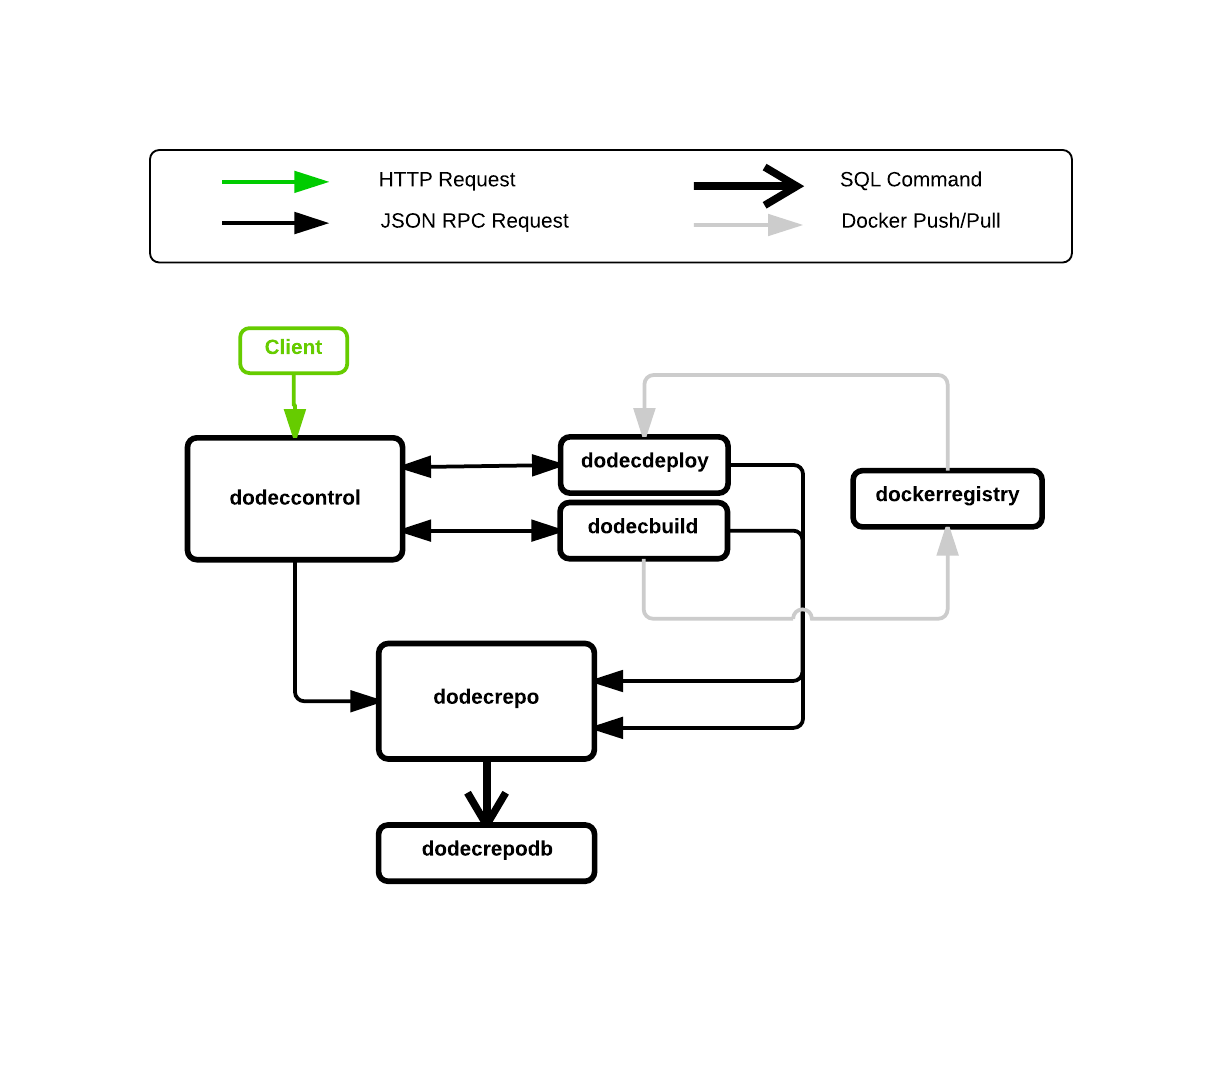 HTTP Request
SQL Command
JSON RPC Request
Docker Push/Pull
Client
dodeccontrol
dodecdeploy
dodecbuild
dockerregistry
dodecrepo
dodecrepodb